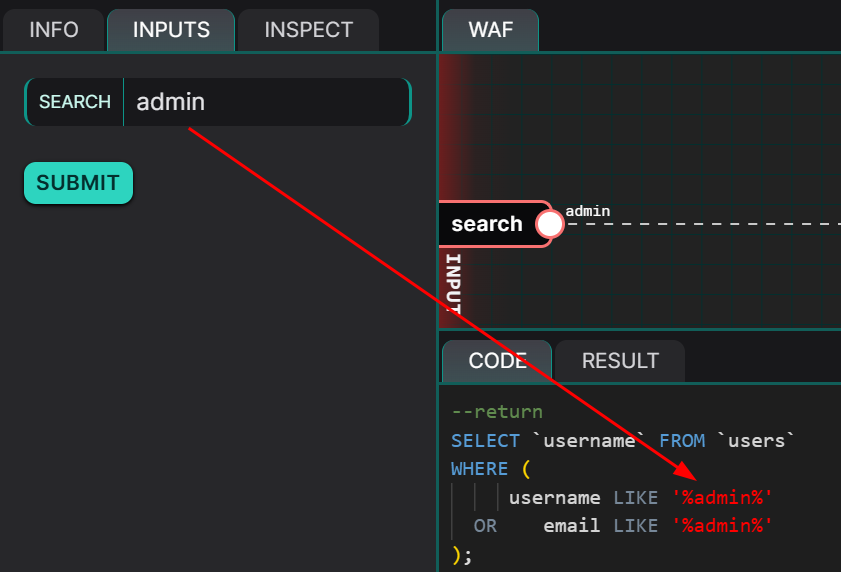 INFO
INPUTS
INSPECT
SEARCH
admin
SUBMIT
WAF
search
admin
INPUT
CODE
RESULT
--return
SELECT `username` FROM `users`
WHERE (
username LIKE '%admin%'
OR email LIKE '%admin%'
);